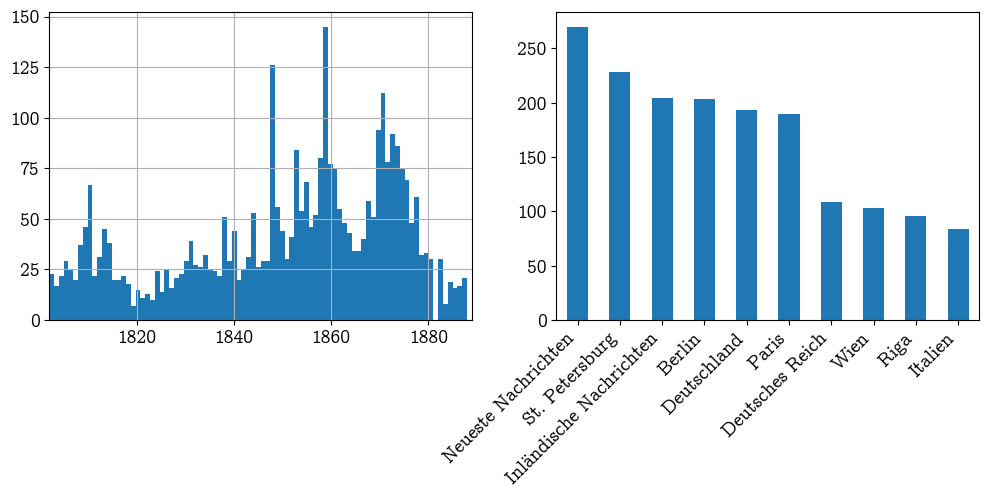 150
125
100
75
50
25
0
1820 1840 1860 1880
250
200
150
100
50
0
Neueste Nachrichten
St. Petersburg
Inländische Nachrichten
Berlin
Deutschland
Paris
Deutsches Reich
Wien
Riga
Italien